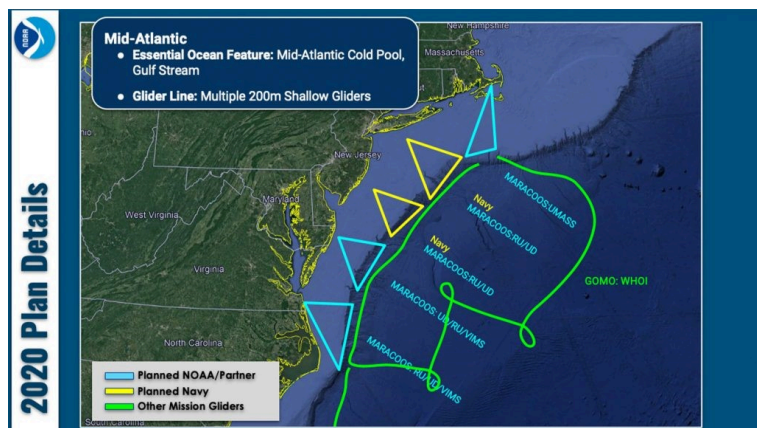 NOAA
2020 Plan Details
Mid-Atlantic
● Essential Ocean Feature: Mid-Atlantic Cold Pool,
Gulf Stream
● Glider Line: Multiple 200m Shallow Gliders
New Hampshire
Massachusetts
New Jersey
Maryland
West Virginia
Virginia
North Carolina
South Carolina
MARACOOS:UMASS
Navy
MARACOOS:RU/UD
Navy
MARACOOS:RU/UD
MARACOOS: UD/RU/VIMS
MARACOOS: RU/UD/VIMS
GOMO: WHOI
Planned NOAA/Partner
Planned Navy
Other Mission Gliders